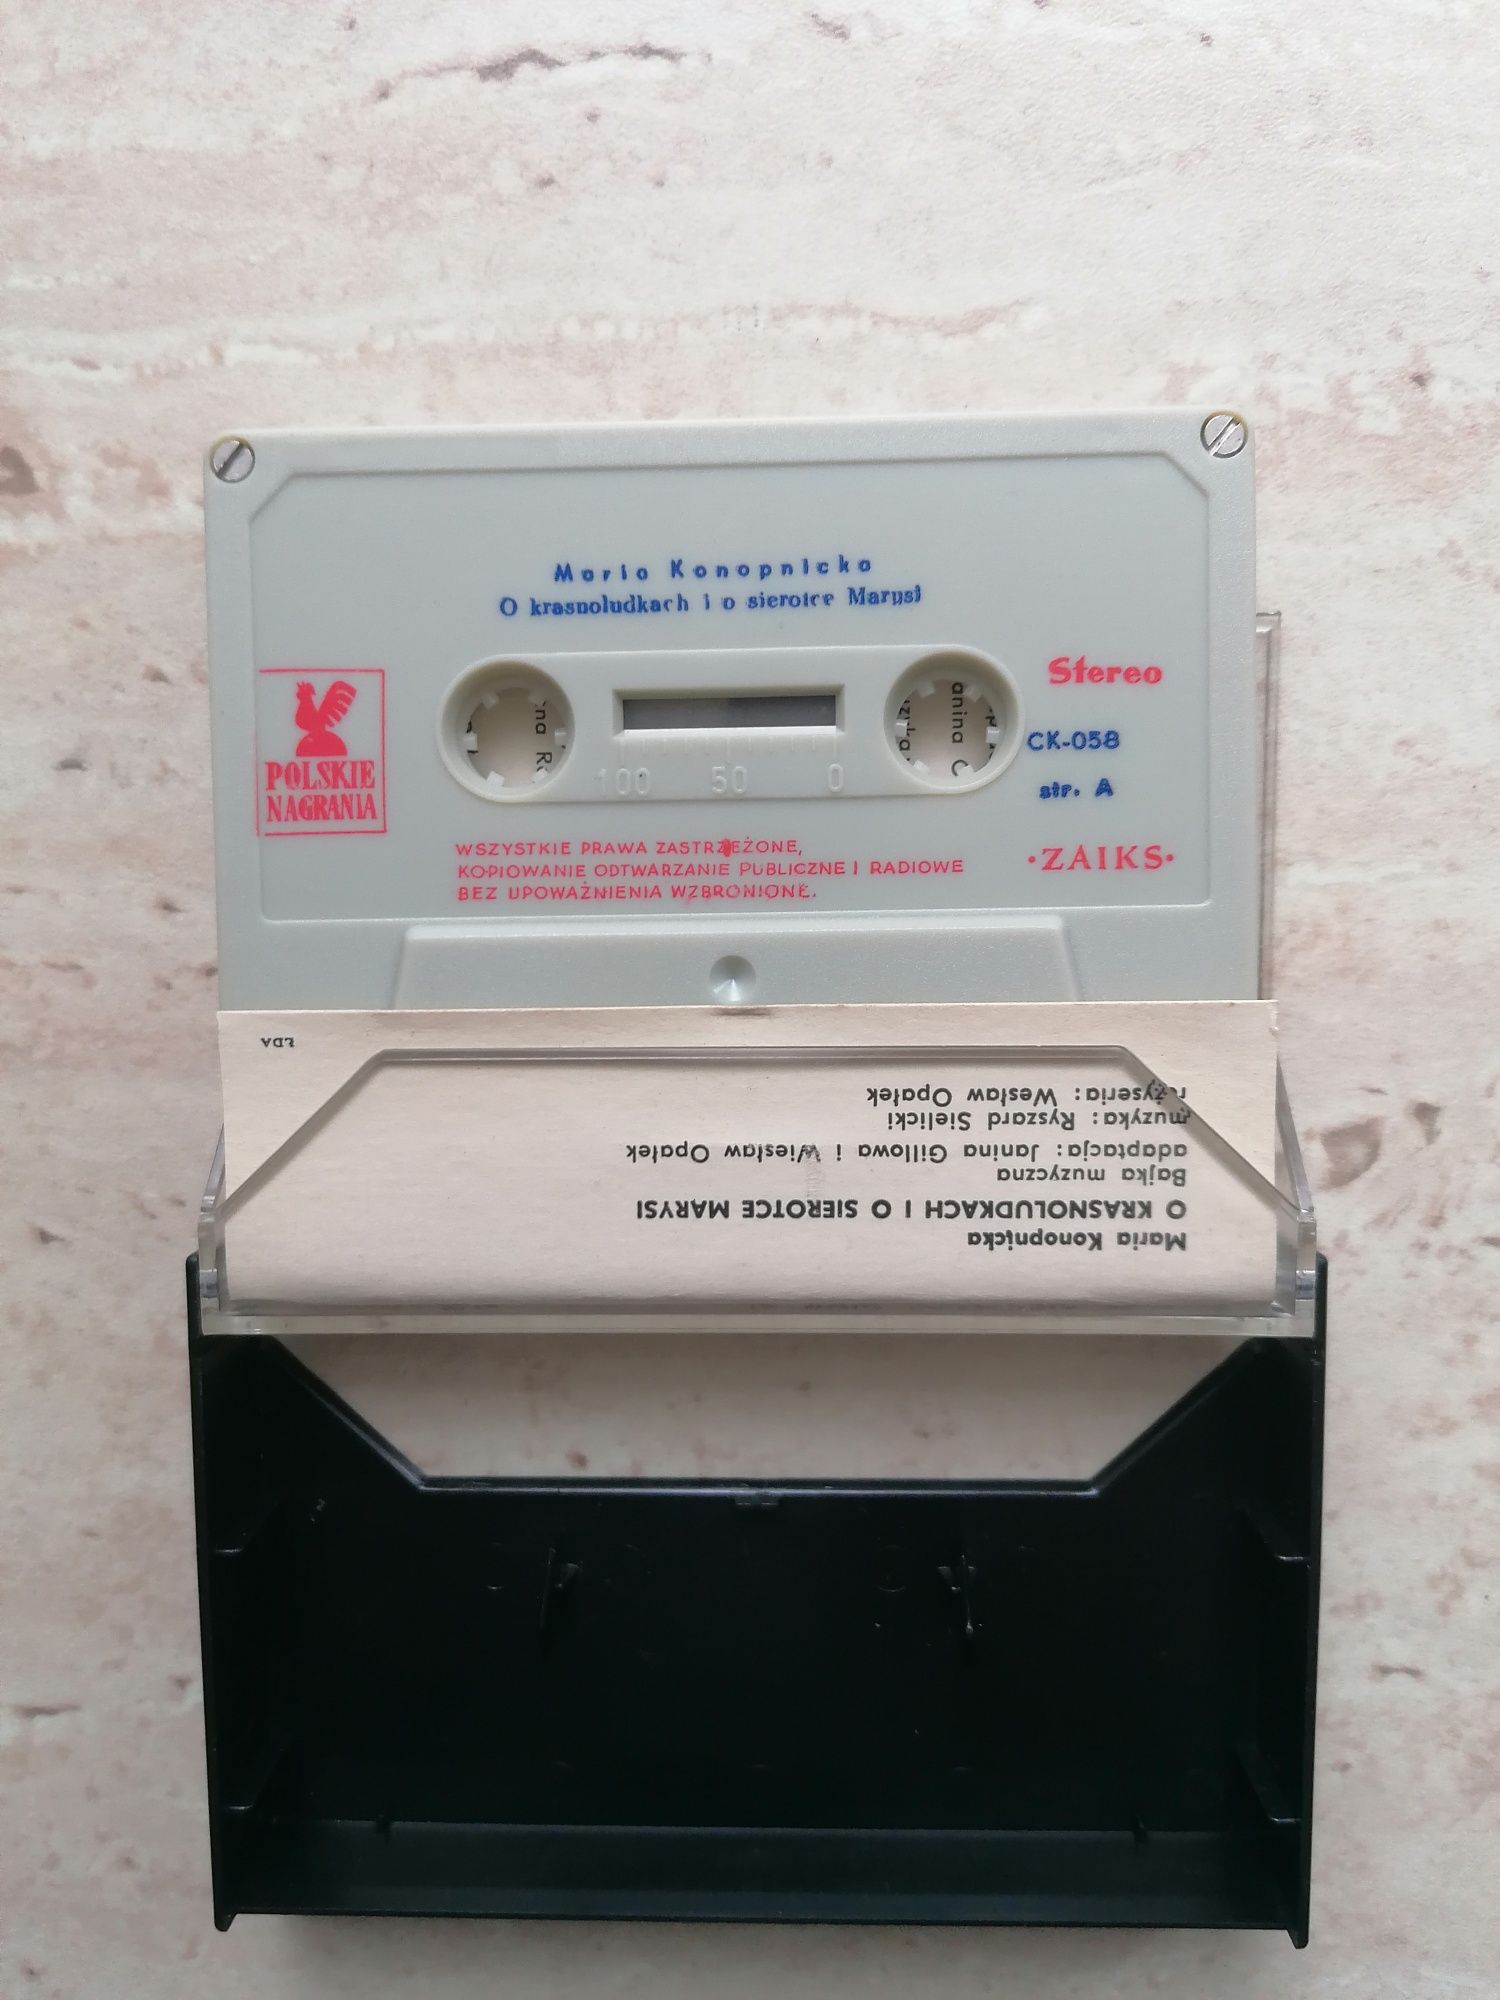 Maria Konopnicka
O krasnoludkach i o sierotce Marysi
Stereo
CK-058
str. A
POLSKIE
NAGRANIA
100 50 0
WSZYSTKIE PRAWA ZASTRZEŻONE,
KOPIOWANIE ODTWARZANIE PUBLICZNE I RADIOWE
BEZ UPOWAŻNIENIA WZBRONIONE.
•ZAIKS•
Maria Konopnicka
O KRASNOLUDKACH I O SIEROTCE MARYSI
Bajka muzyczna
adaptacja: Janina Gillowa i Wiesław Opałek
muzyka: Ryszard Sielicki
reżyseria: Wesław Opałek
ŁDA